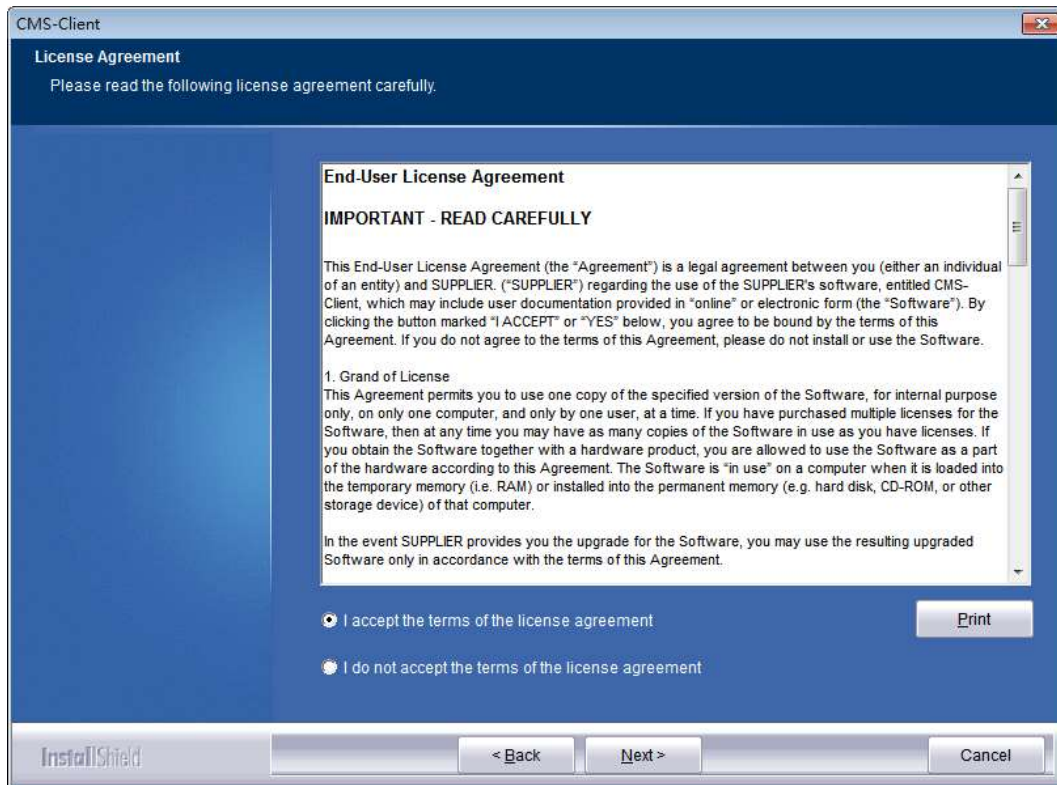 CMS-Client
License Agreement
Please read the following license agreement carefully.
End-User License Agreement
IMPORTANT - READ CAREFULLY
This End-User License Agreement (the “Agreement”) is a legal agreement between you (either an individual
of an entity) and SUPPLIER. (“SUPPLIER”) regarding the use of the SUPPLIER's software, entitled CMS-
Client, which may include user documentation provided in “online” or electronic form (the “Software”). By
clicking the button marked “I ACCEPT” or “YES” below, you agree to be bound by the terms of this
Agreement. If you do not agree to the terms of this Agreement, please do not install or use the Software.
1. Grand of License
This Agreement permits you to use one copy of the specified version of the Software, for internal purpose
only, on only one computer, and only by one user, at a time. If you have purchased multiple licenses for the
Software, then at any time you may have as many copies of the Software in use as you have licenses. If
you obtain the Software together with a hardware product, you are allowed to use the Software as a part
of the hardware according to this Agreement. The Software is “in use” on a computer when it is loaded into
the temporary memory (i.e. RAM) or installed into the permanent memory (e.g. hard disk, CD-ROM, or other
storage device) of that computer.
In the event SUPPLIER provides you the upgrade for the Software, you may use the resulting upgraded
Software only in accordance with the terms of this Agreement.
I accept the terms of the license agreement
Print
I do not accept the terms of the license agreement
InstallShield
< Back
Next >
Cancel